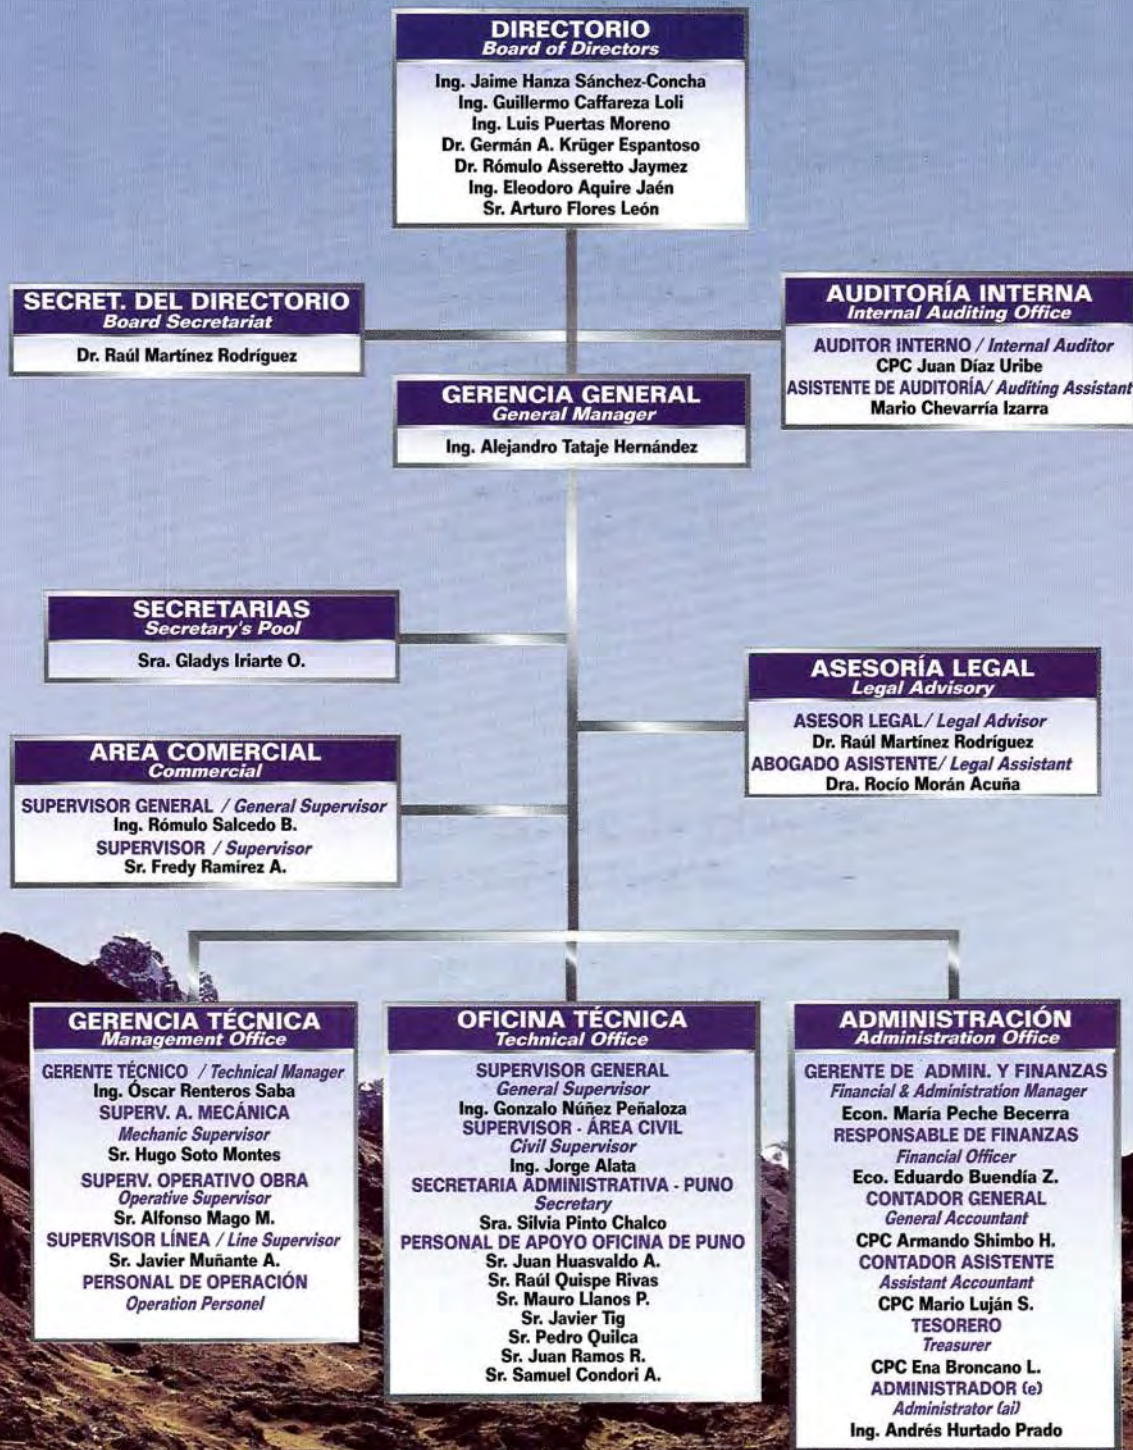 DIRECTORIO
Board of Directors
Ing. Jaime Hanza Sánchez-Concha
Ing. Guillermo Caffareza Loli
Ing. Luis Puertas Moreno
Dr. Germán A. Krüger Espantoso
Dr. Rómulo Asseretto Jaymez
Ing. Eleodoro Aquire Jaén
Sr. Arturo Flores León
SECRET. DEL DIRECTORIO
Board Secretariat
Dr. Raúl Martínez Rodríguez
AUDITORÍA INTERNA
Internal Auditing Office
AUDITOR INTERNO / Internal Auditor
CPC Juan Díaz Uribe
ASISTENTE DE AUDITORÍA/ Auditing Assistant
Mario Chevarría Izarra
GERENCIA GENERAL
General Manager
Ing. Alejandro Tataje Hernández
SECRETARIAS
Secretary's Pool
Sra. Gladys Iriarte O.
ASESORÍA LEGAL
Legal Advisory
ASESOR LEGAL/ Legal Advisor
Dr. Raúl Martínez Rodríguez
ABOGADO ASISTENTE/ Legal Assistant
Dra. Rocío Morán Acuña
AREA COMERCIAL
Commercial
SUPERVISOR GENERAL / General Supervisor
Ing. Rómulo Salcedo B.
SUPERVISOR / Supervisor
Sr. Fredy Ramírez A.
GERENCIA TÉCNICA
Management Office
GERENTE TÉCNICO / Technical Manager
Ing. Óscar Renteros Saba
SUPERV. A. MECÁNICA
Mechanic Supervisor
Sr. Hugo Soto Montes
SUPERV. OPERATIVO OBRA
Operative Supervisor
Sr. Alfonso Mago M.
SUPERVISOR LÍNEA / Line Supervisor
Sr. Javier Muñante A.
PERSONAL DE OPERACIÓN
Operation Personel
OFICINA TÉCNICA
Technical Office
SUPERVISOR GENERAL
General Supervisor
Ing. Gonzalo Núñez Peñaloza
SUPERVISOR - ÁREA CIVIL
Civil Supervisor
Ing. Jorge Alata
SECRETARIA ADMINISTRATIVA - PUNO
Secretary
Sra. Silvia Pinto Chalco
PERSONAL DE APOYO OFICINA DE PUNO
Sr. Juan Huasvaldo A.
Sr. Raúl Quispe Rivas
Sr. Mauro Llanos P.
Sr. Javier Tig
Sr. Pedro Quilca
Sr. Juan Ramos R.
Sr. Samuel Condori A.
ADMINISTRACIÓN
Administration Office
GERENTE DE ADMIN. Y FINANZAS
Financial & Administration Manager
Econ. María Peche Becerra
RESPONSABLE DE FINANZAS
Financial Officer
Eco. Eduardo Buendía Z.
CONTADOR GENERAL
General Accountant
CPC Armando Shimbo H.
CONTADOR ASISTENTE
Assistant Accountant
CPC Mario Luján S.
TESORERO
Treasurer
CPC Ena Broncano L.
ADMINISTRADOR (e)
Administrator (ai)
Ing. Andrés Hurtado Prado